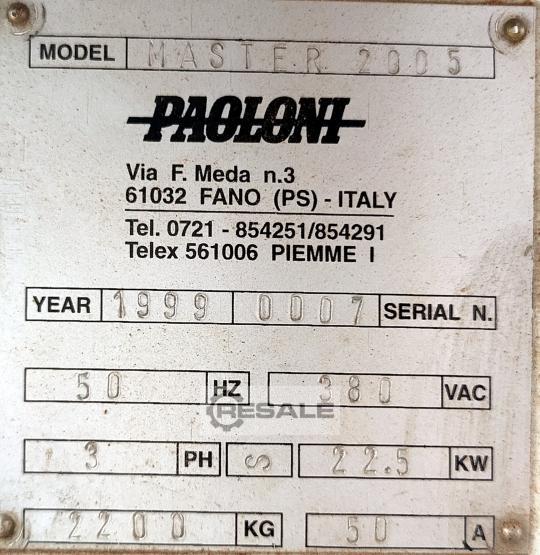 MODEL MASTER 2005
PAOLONI
Via F. Meda n.3
61032 FANO (PS) - ITALY
Tel. 0721 - 854251/854291
Telex 561006 PIEMME I
YEAR 1999 0007 SERIAL N.
50 HZ 380 VAC
RESALE
3 PH S 22.5 KW
2200 KG 50 A